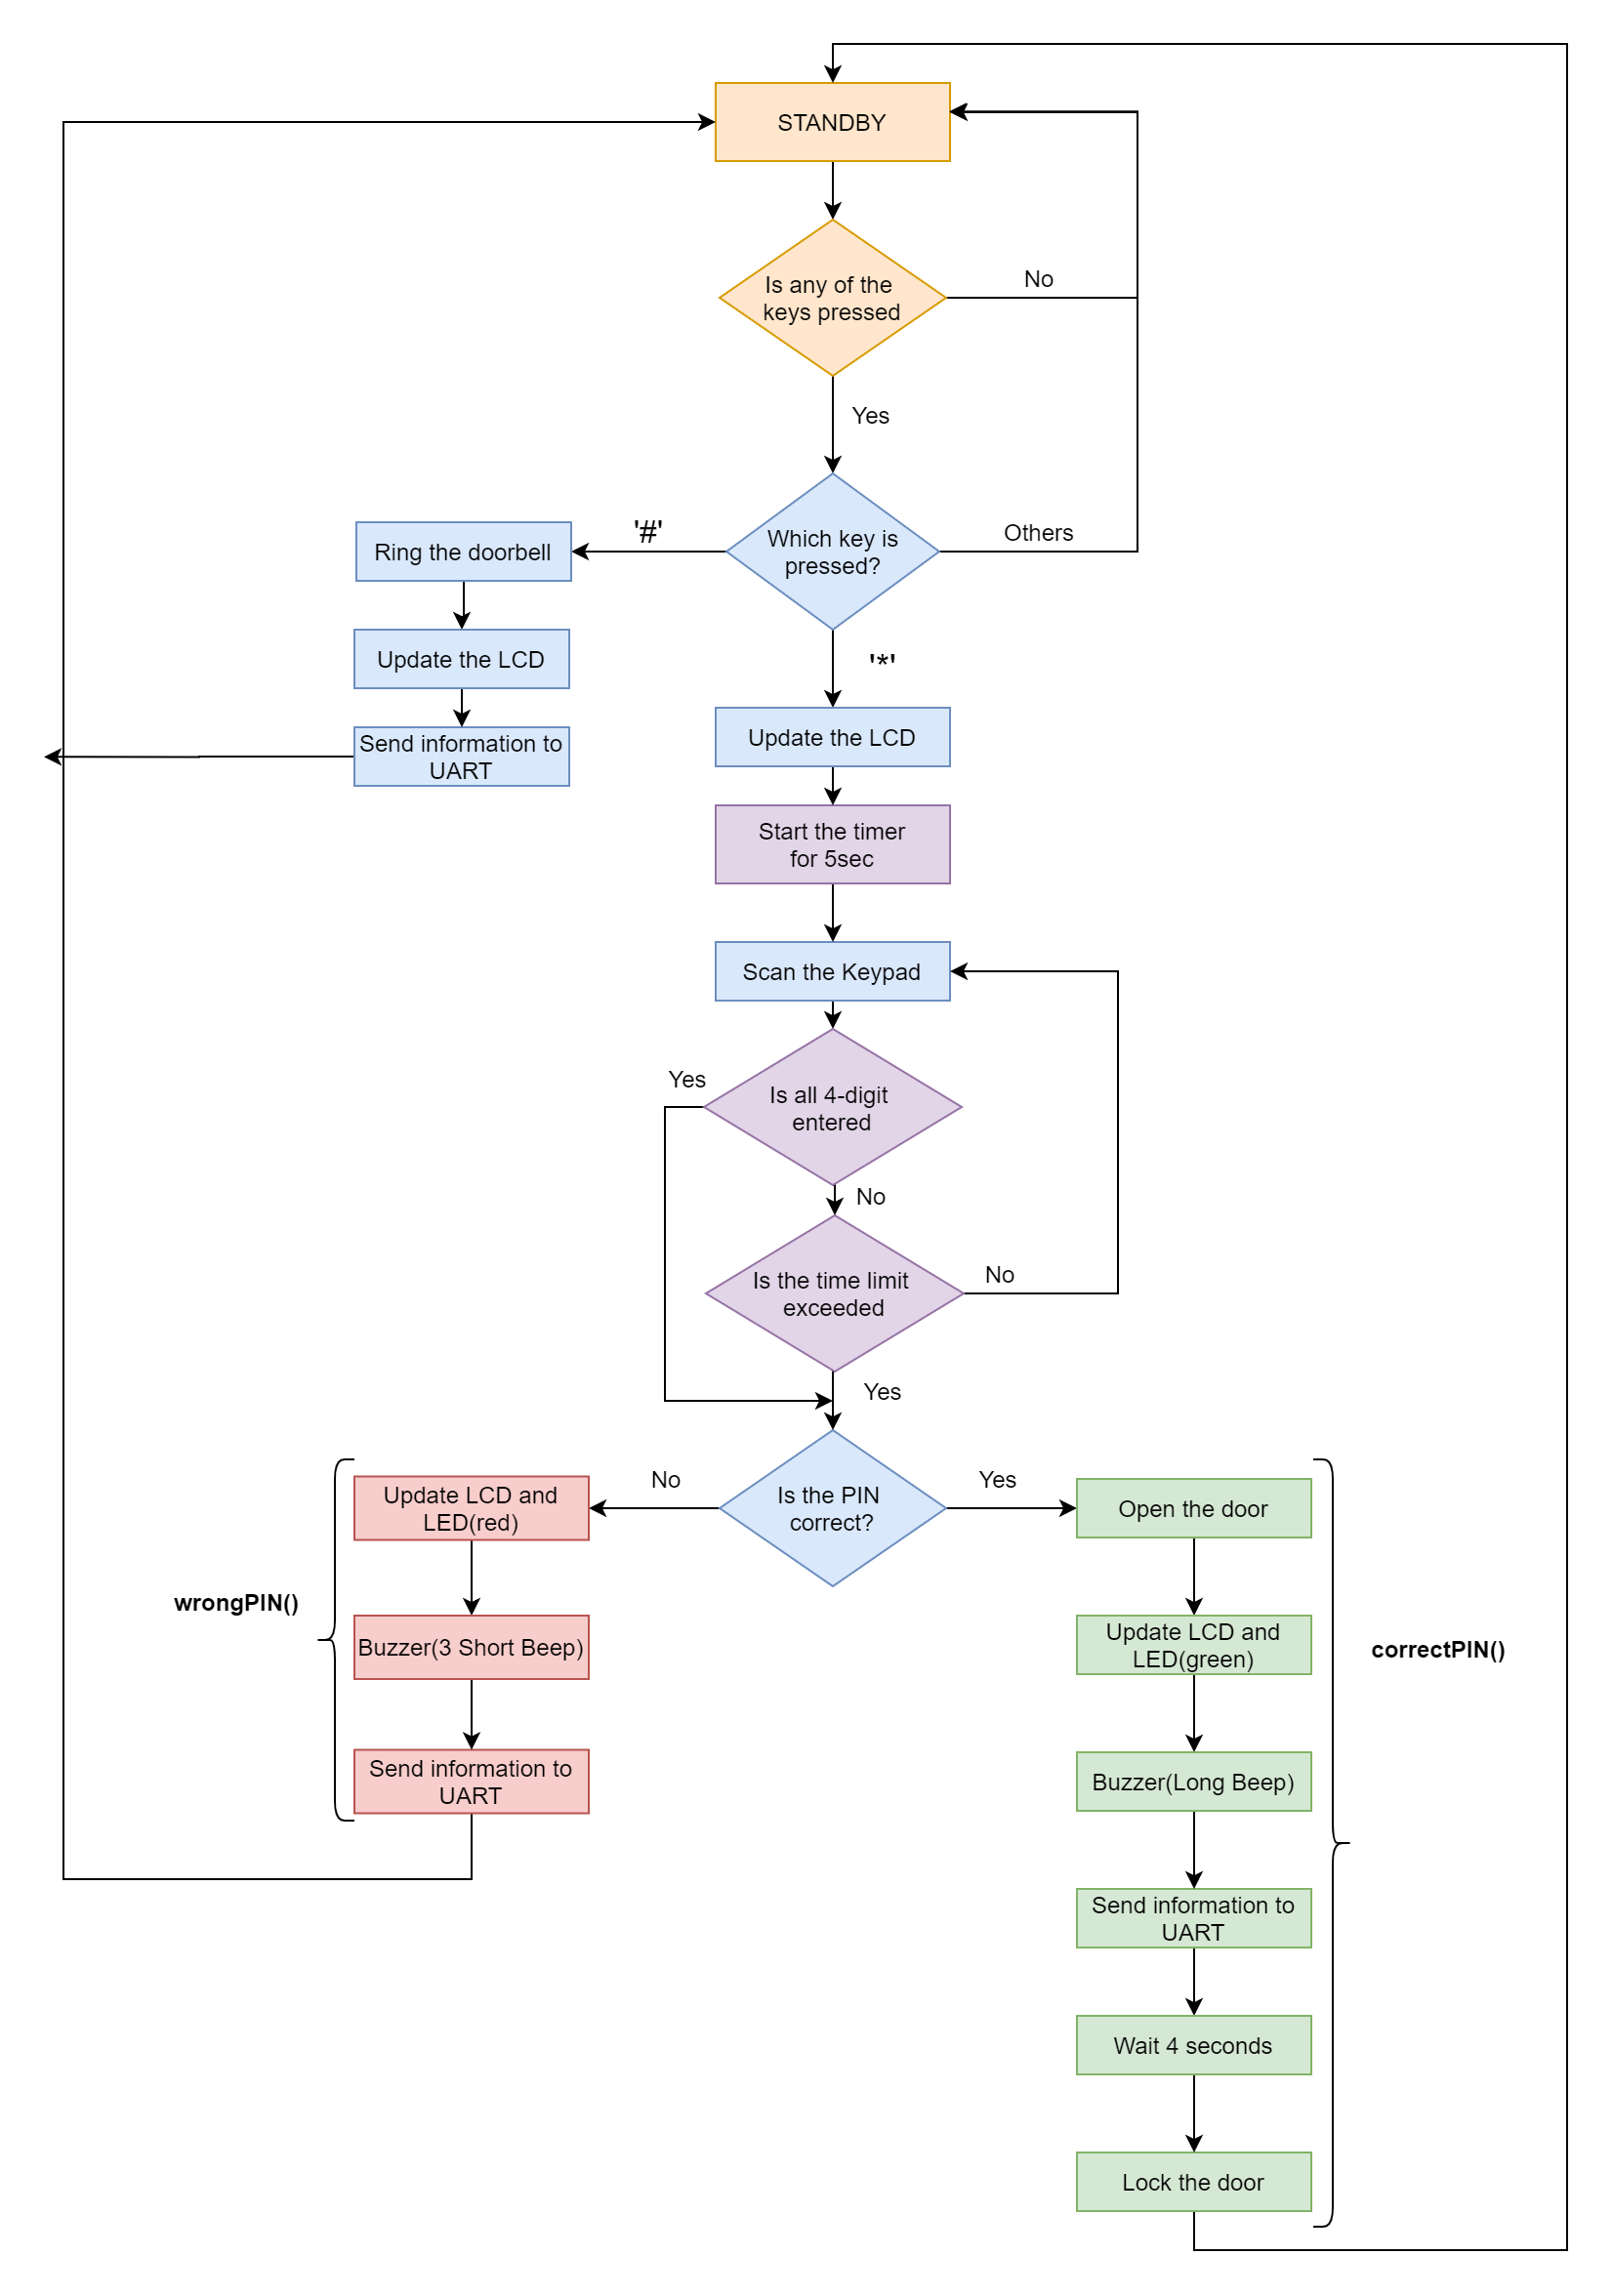 STANDBY
Is any of the
keys pressed
No
Yes
Which key is
pressed?
'#'
Others
Ring the doorbell
Update the LCD
Send information to
UART
'*'
Update the LCD
Start the timer
for 5sec
Scan the Keypad
Is all 4-digit
entered
Yes
No
Is the time limit
exceeded
No
Yes
Is the PIN
correct?
No
Yes
Update LCD and
LED(red)
Buzzer(3 Short Beep)
Send information to
UART
wrongPIN()
Open the door
Update LCD and
LED(green)
Buzzer(Long Beep)
Send information to
UART
Wait 4 seconds
Lock the door
correctPIN()